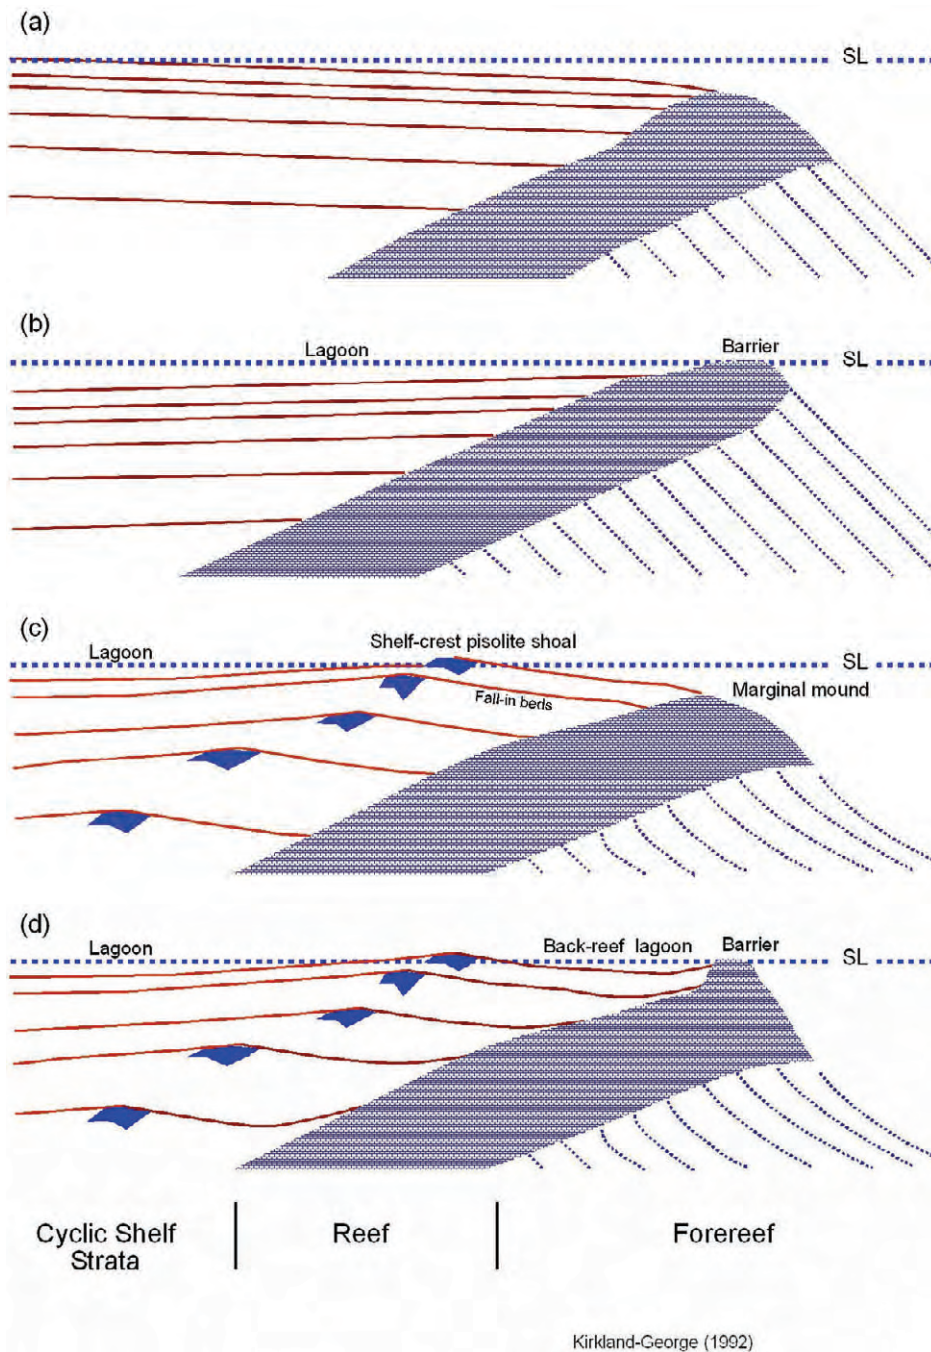 (a)
SL
(b)
Lagoon
Barrier
SL
(c)
Shelf-crest pisolite shoal
Lagoon
SL
Marginal mound
Fall-in beds
(d)
Lagoon
Back-reef lagoon
Barrier
SL
Cyclic Shelf
Strata
Reef
Forereef
Kirkland-George (1992)